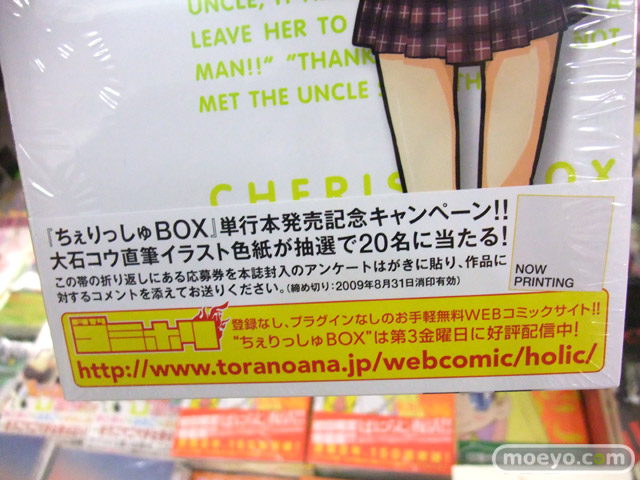 UNCLE, 
LEAVE HER TO
MAN!!" "THANK
MET THE UNCLE
NOT
CHERIS OX
『ちぇりっしゅBOX』単行本発売記念キャンペーン!!
大石コウ直筆イラスト色紙が抽選で20名に当たる!
この帯の折り返しにある応募券を本誌封入のアンケートはがきに貼り、作品に
対するコメントを添えてお送りください。(締め切り:2009年8月31日消印有効)
NOW
PRINTING
登録なし、プラグインなしのお手軽無料WEBコミックサイト!!
"ちぇりっしゅBOX"は第3金曜日に好評配信中!
http://www.toranoana.jp/webcomic/holic/
moeyo.com